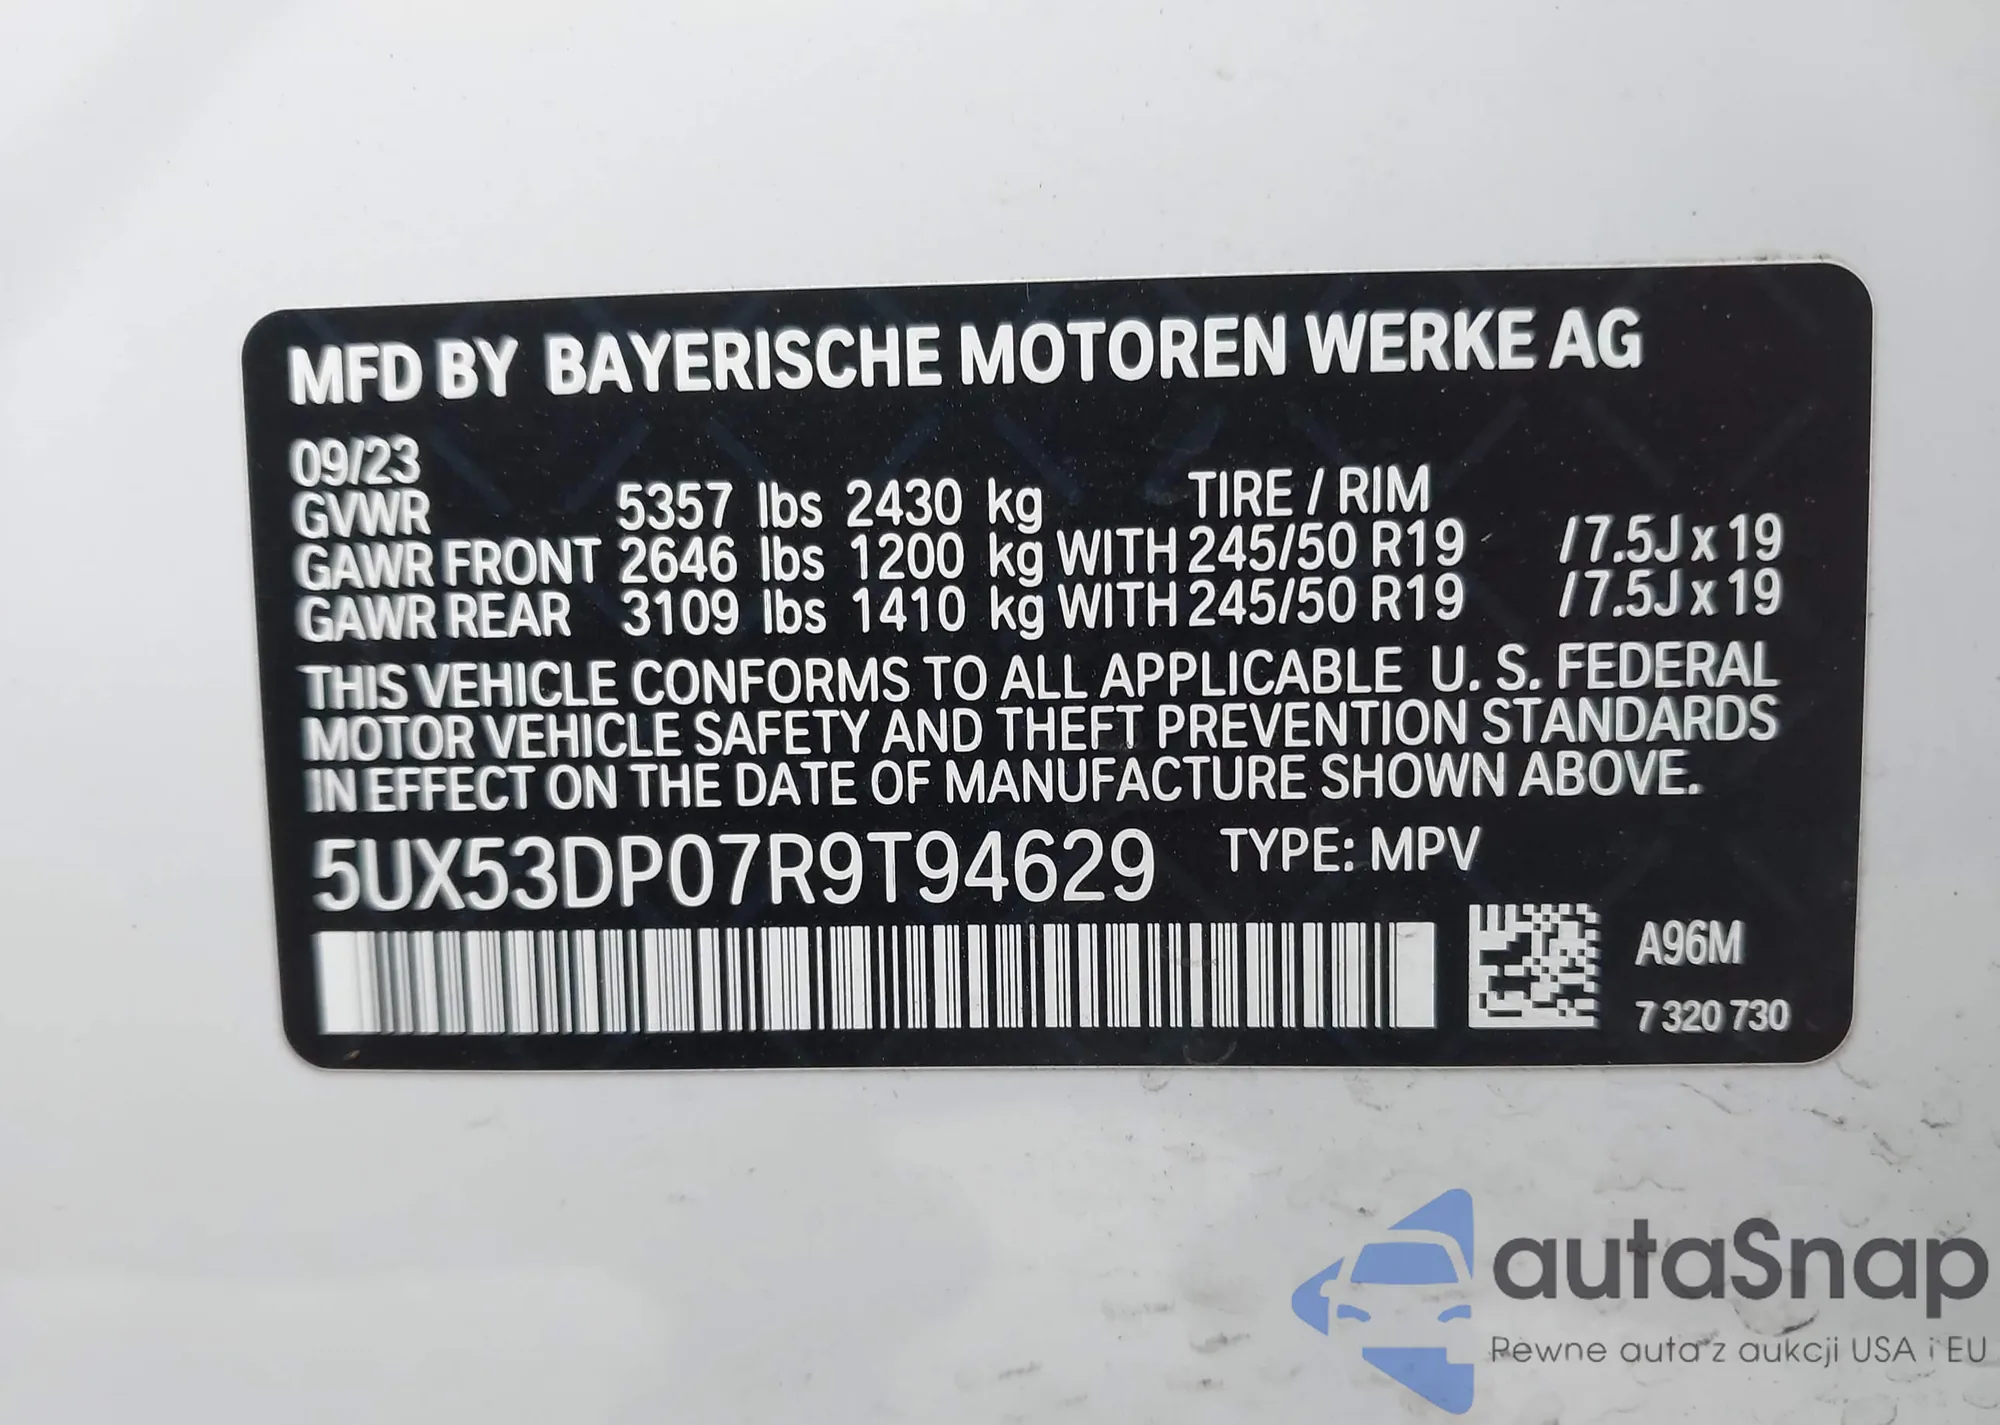 MFD BY BAYERISCHE MOTOREN WERKE AG
09/23
GVWR 5357 lbs 2430 kg TIRE / RIM
GAWR FRONT 2646 lbs 1200 kg WITH 245/50 R19 /7.5J x 19
GAWR REAR 3109 lbs 1410 kg WITH 245/50 R19 /7.5J x 19
THIS VEHICLE CONFORMS TO ALL APPLICABLE U. S. FEDERAL
MOTOR VEHICLE SAFETY AND THEFT PREVENTION STANDARDS
IN EFFECT ON THE DATE OF MANUFACTURE SHOWN ABOVE.
5UX53DP07R9T94629 TYPE: MPV
A96M
7 320 730
autaSnap
Pewne auta z aukcji USA i EU